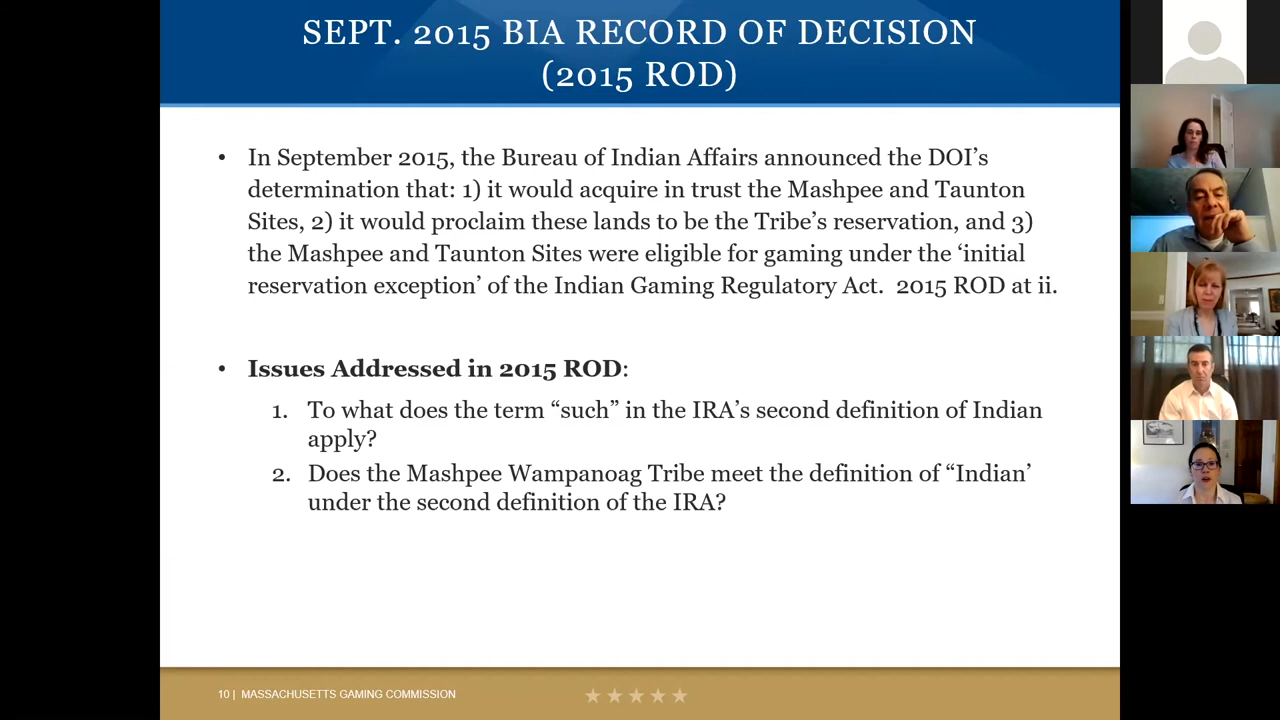 SEPT. 2015 BIA RECORD OF DECISION
(2015 ROD)
• In September 2015, the Bureau of Indian Affairs announced the DOI’s
determination that: 1) it would acquire in trust the Mashpee and Taunton
Sites, 2) it would proclaim these lands to be the Tribe’s reservation, and 3)
the Mashpee and Taunton Sites were eligible for gaming under the ‘initial
reservation exception’ of the Indian Gaming Regulatory Act.  2015 ROD at ii.
• Issues Addressed in 2015 ROD:
1. To what does the term “such” in the IRA’s second definition of Indian
apply?
2. Does the Mashpee Wampanoag Tribe meet the definition of “Indian’
under the second definition of the IRA?
10 | MASSACHUSETTS GAMING COMMISSION